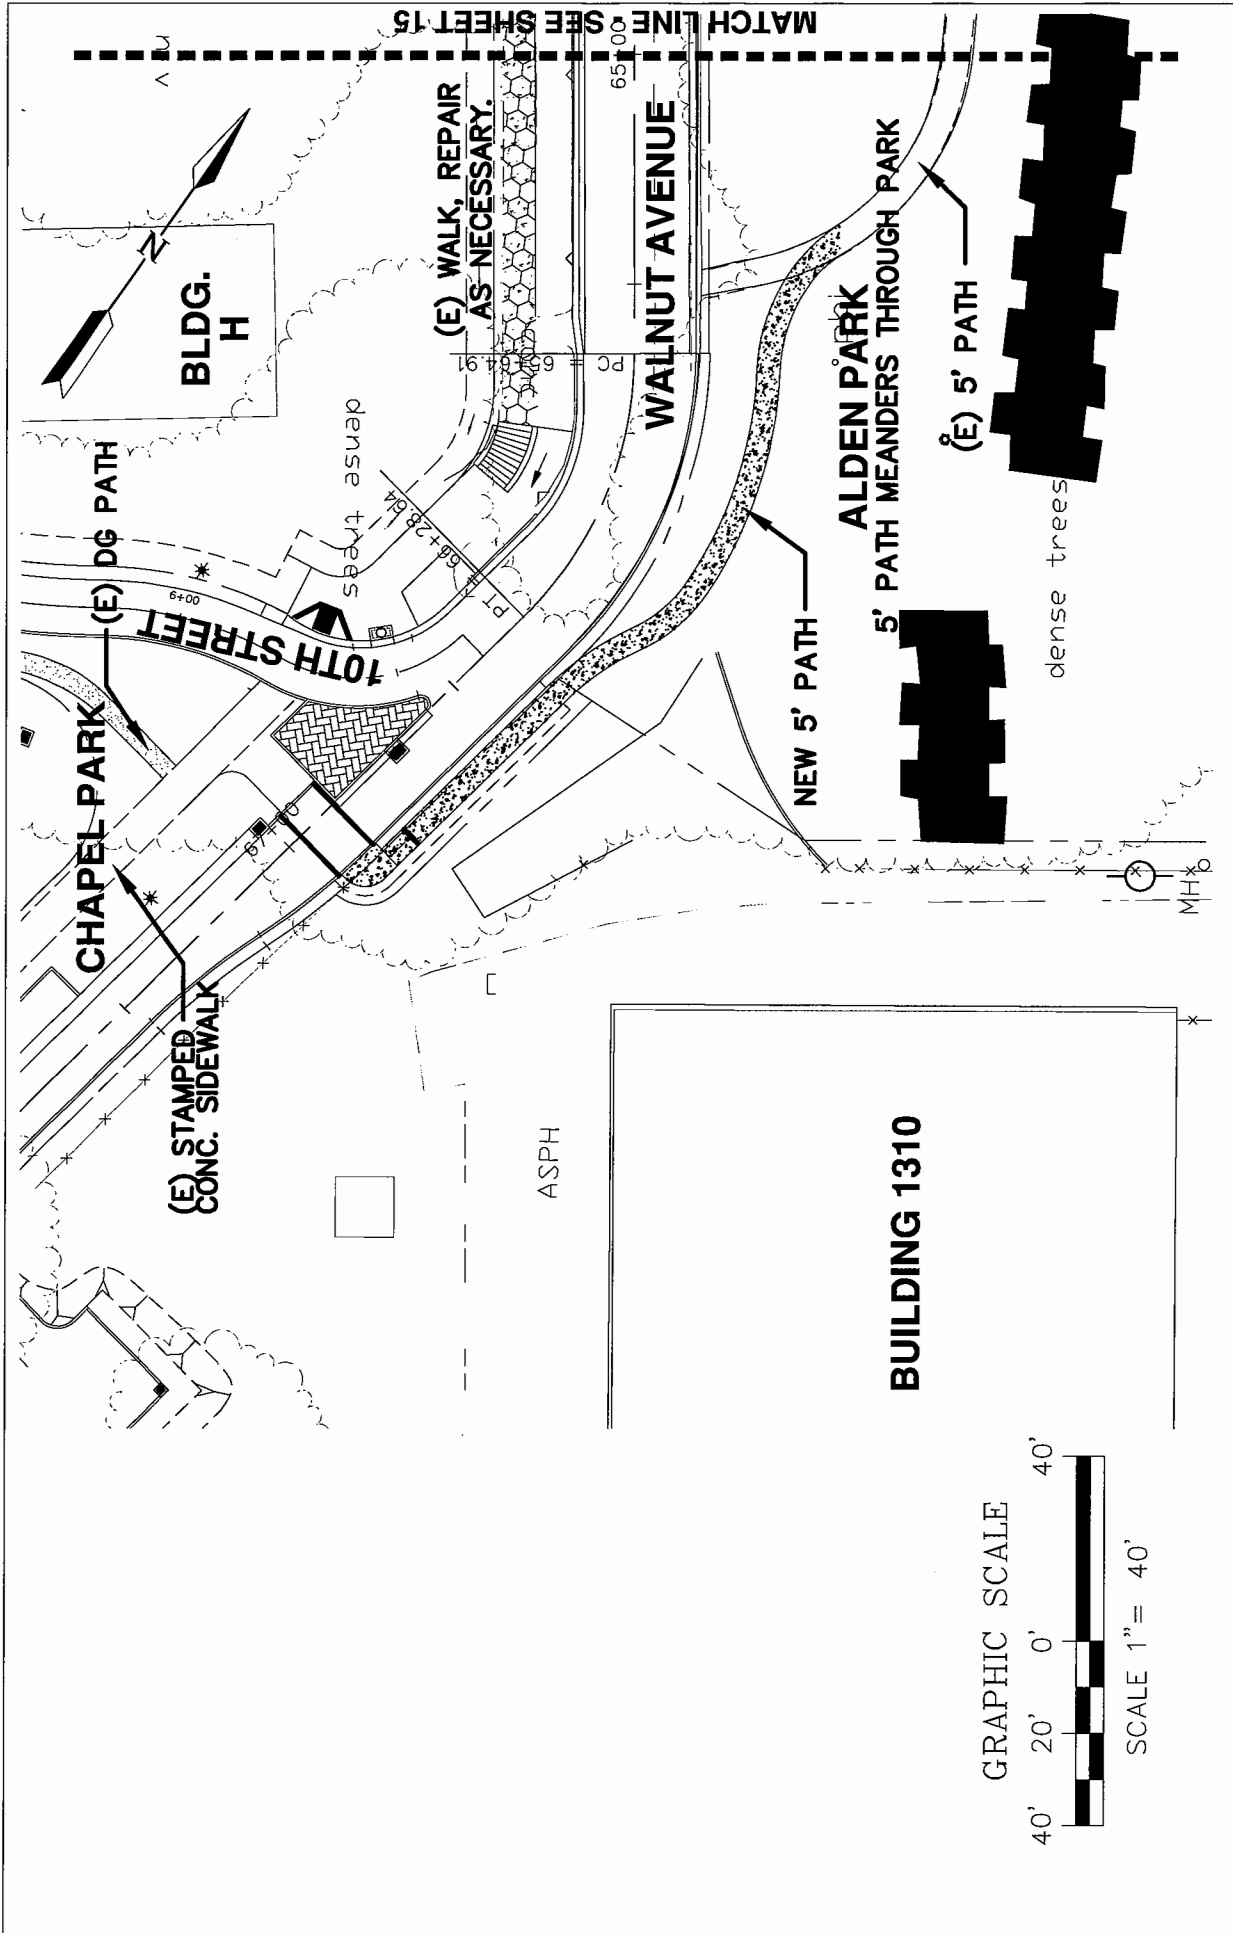 MATCH LINE - SEE SHEET 15
N
BLDG.
H
(E) WALK, REPAIR
AS NECESSARY.
65+00
WALNUT AVENUE
PC = 65+64.91
(E) DG PATH
dense trees
66+28.64
PT
6+00
10TH STREET
CHAPEL PARK
67+00
(E) STAMPED
CONC. SIDEWALK
NEW 5' PATH
ALDEN PARK
5' PATH MEANDERS THROUGH PARK
(E) 5' PATH
dense trees
MH
ASPH
BUILDING 1310
GRAPHIC SCALE
40' 20' 0' 40'
SCALE 1"= 40'